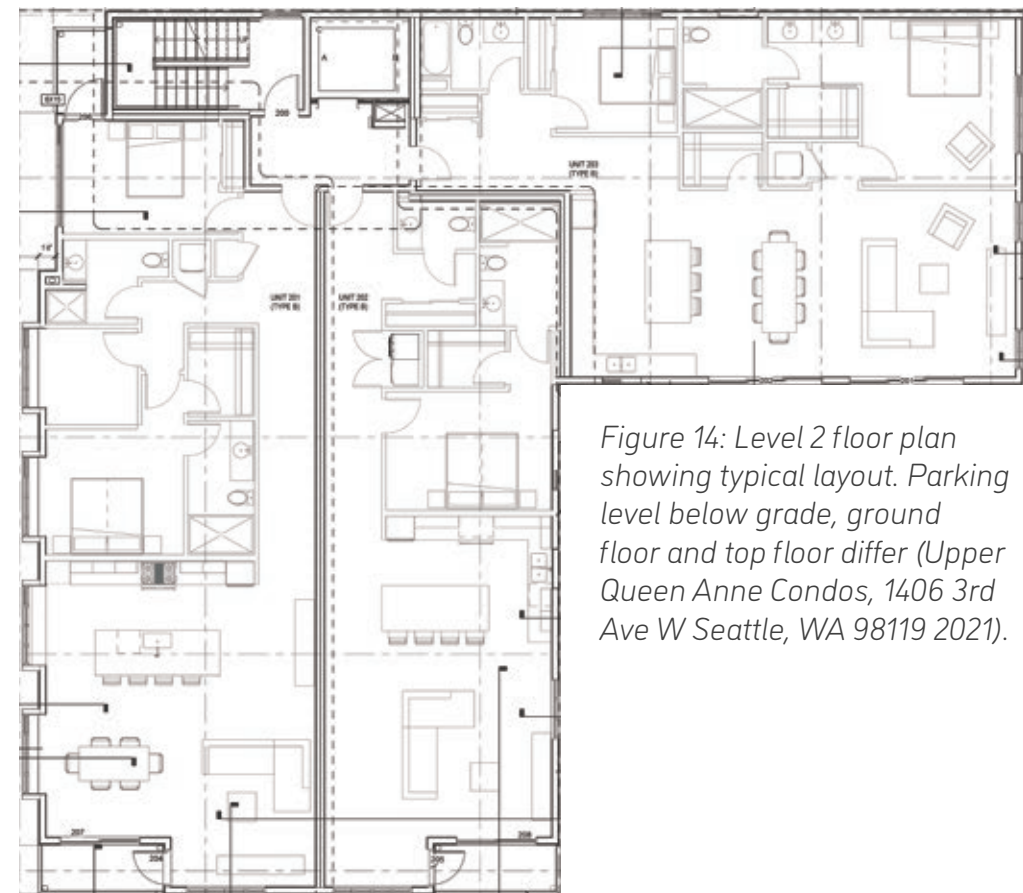 200
206
UNIT 203
(TYPE B)
UNIT 201
(TYPE B)
UNIT 202
(TYPE B)
Figure 14: Level 2 floor plan
showing typical layout. Parking
level below grade, ground
floor and top floor differ (Upper
Queen Anne Condos, 1406 3rd
Ave W Seattle, WA 98119 2021).
207
204
205